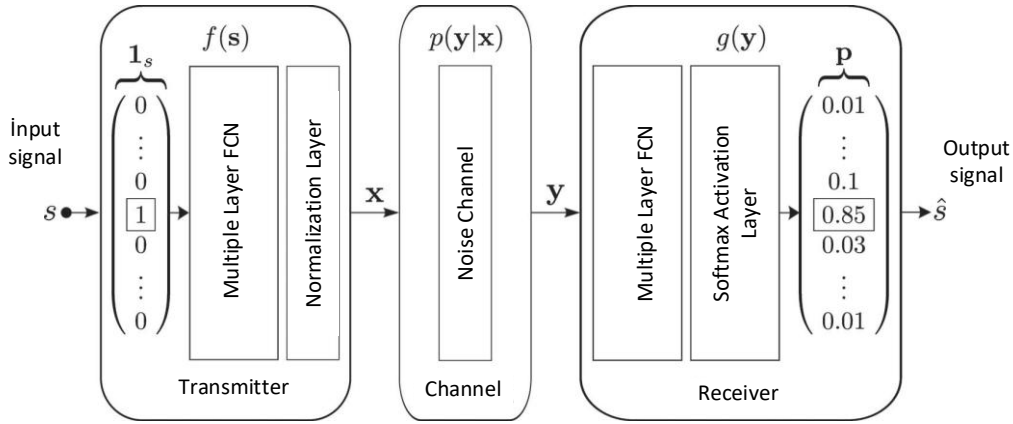 İnput
signal
s
1ₛ
0
⋮
0
1
0
⋮
0
f(s)
Multiple Layer FCN
Normalization Layer
Transmitter
x
p(y|x)
Noise Channel
Channel
y
g(y)
Multiple Layer FCN
Softmax Activation
Layer
Receiver
p
0.01
⋮
0.1
0.85
0.03
⋮
0.01
Output
signal
ŝ